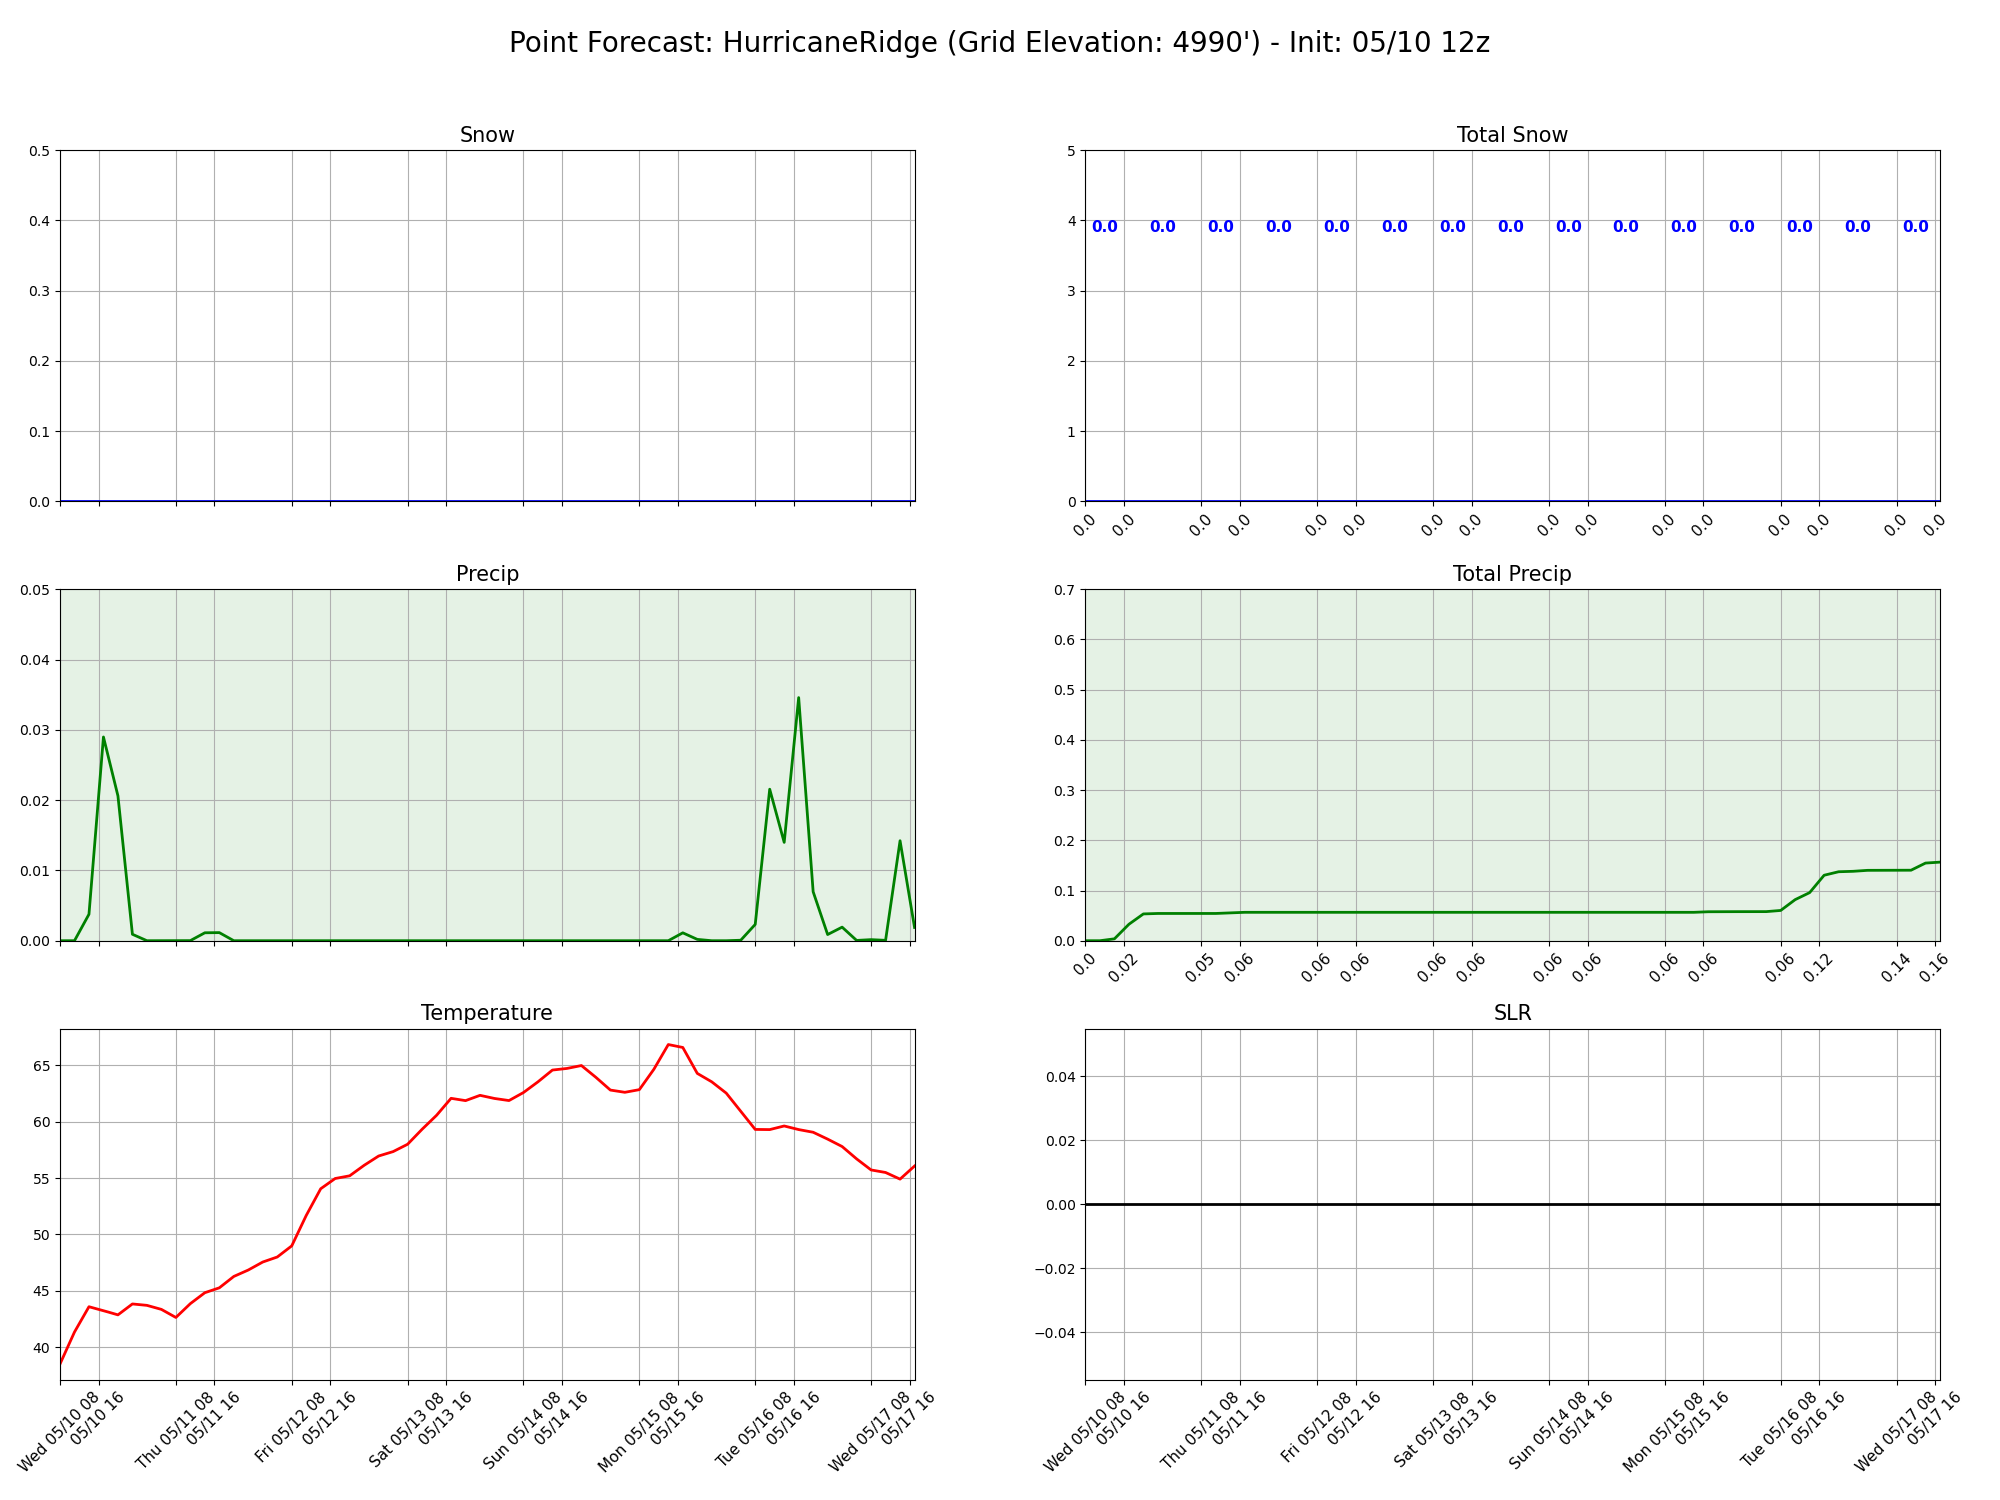 Point Forecast: HurricaneRidge (Grid Elevation: 4990') - Init: 05/10 12z
Snow
0.5
0.4
0.3
0.2
0.1
0.0
Total Snow
5
4
3
2
1
0
0.0 0.0 0.0 0.0 0.0 0.0 0.0 0.0 0.0 0.0 0.0 0.0 0.0 0.0 0.0
0.0 0.0 0.0 0.0 0.0 0.0 0.0 0.0 0.0 0.0 0.0 0.0 0.0 0.0 0.0 0.0
Precip
0.05
0.04
0.03
0.02
0.01
0.00
Total Precip
0.7
0.6
0.5
0.4
0.3
0.2
0.1
0.0
0.0 0.02 0.05 0.06 0.06 0.06 0.06 0.06 0.06 0.06 0.06 0.06 0.06 0.12 0.14 0.16
Temperature
65
60
55
50
45
40
Wed 05/10 08
05/10 16
Thu 05/11 08
05/11 16
Fri 05/12 08
05/12 16
Sat 05/13 08
05/13 16
Sun 05/14 08
05/14 16
Mon 05/15 08
05/15 16
Tue 05/16 08
05/16 16
Wed 05/17 08
05/17 16
SLR
0.04
0.02
0.00
−0.02
−0.04
Wed 05/10 08
05/10 16
Thu 05/11 08
05/11 16
Fri 05/12 08
05/12 16
Sat 05/13 08
05/13 16
Sun 05/14 08
05/14 16
Mon 05/15 08
05/15 16
Tue 05/16 08
05/16 16
Wed 05/17 08
05/17 16